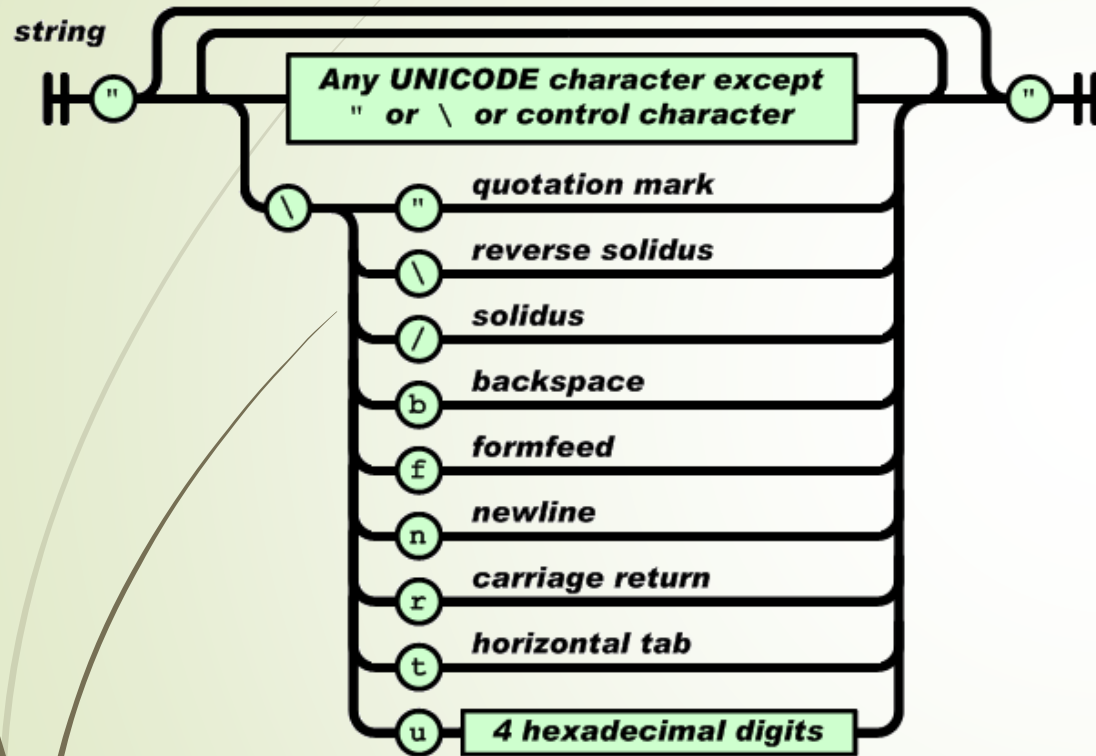 string
" Any UNICODE character except "
" or \ or control character
\ " quotation mark
\ reverse solidus
/ solidus
b backspace
f formfeed
n newline
r carriage return
t horizontal tab
u 4 hexadecimal digits